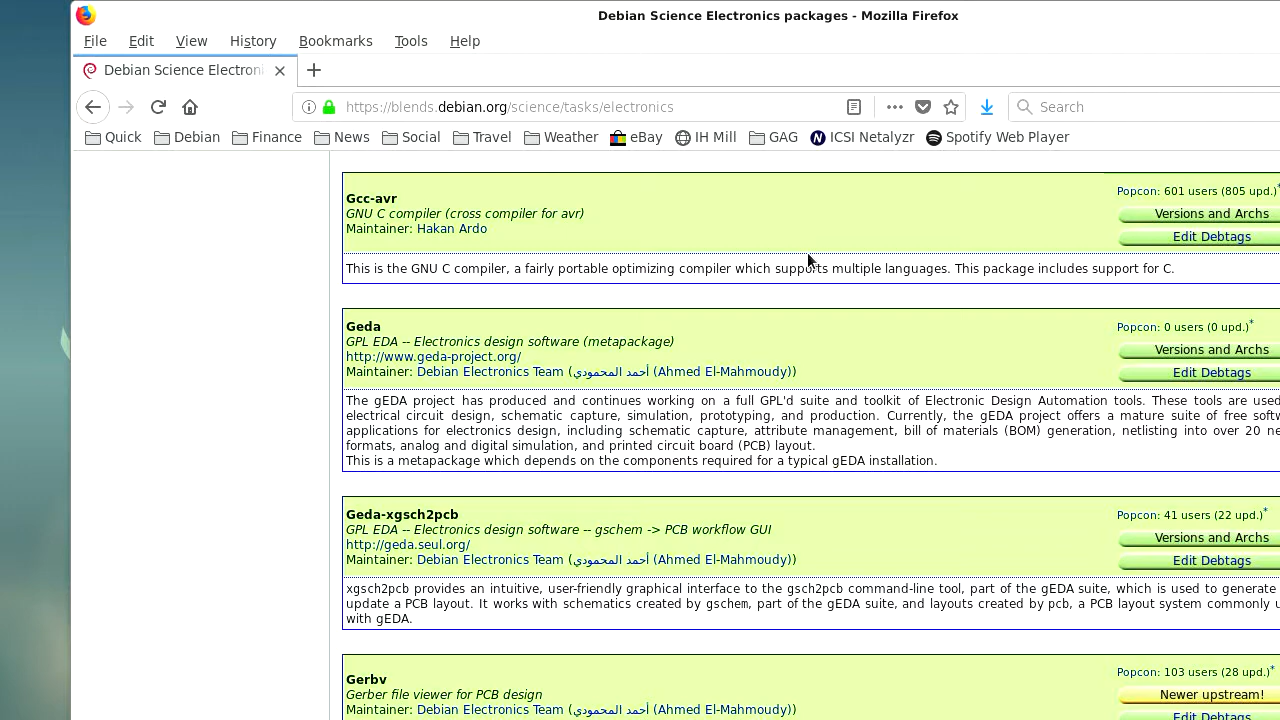 Debian Science Electronics packages - Mozilla Firefox
File Edit View History Bookmarks Tools Help
Debian Science Electroni
https://blends.debian.org/science/tasks/electronics
Search
Quick Debian Finance News Social Travel Weather eBay IH Mill GAG ICSI Netalyzr Spotify Web Player
Gcc-avr
GNU C compiler (cross compiler for avr)
Maintainer: Hakan Ardo
Popcon: 601 users (805 upd.)*
Versions and Archs
Edit Debtags
This is the GNU C compiler, a fairly portable optimizing compiler which supports multiple languages. This package includes support for C.
Geda
GPL EDA -- Electronics design software (metapackage)
http://www.geda-project.org/
Maintainer: Debian Electronics Team (أحمد المحمودي (Ahmed El-Mahmoudy))
Popcon: 0 users (0 upd.)*
Versions and Archs
Edit Debtags
The gEDA project has produced and continues working on a full GPL'd suite and toolkit of Electronic Design Automation tools. These tools are used
electrical circuit design, schematic capture, simulation, prototyping, and production. Currently, the gEDA project offers a mature suite of free softw
applications for electronics design, including schematic capture, attribute management, bill of materials (BOM) generation, netlisting into over 20 ne
formats, analog and digital simulation, and printed circuit board (PCB) layout.
This is a metapackage which depends on the components required for a typical gEDA installation.
Geda-xgsch2pcb
GPL EDA -- Electronics design software -- gschem -> PCB workflow GUI
http://geda.seul.org/
Maintainer: Debian Electronics Team (أحمد المحمودي (Ahmed El-Mahmoudy))
Popcon: 41 users (22 upd.)*
Versions and Archs
Edit Debtags
xgsch2pcb provides an intuitive, user-friendly graphical interface to the gsch2pcb command-line tool, part of the gEDA suite, which is used to generate
update a PCB layout. It works with schematics created by gschem, part of the gEDA suite, and layouts created by pcb, a PCB layout system commonly u
with gEDA.
Gerbv
Gerber file viewer for PCB design
Maintainer: Debian Electronics Team (أحمد المحمودي (Ahmed El-Mahmoudy))
Popcon: 103 users (28 upd.)*
Newer upstream!
Edit Debtags